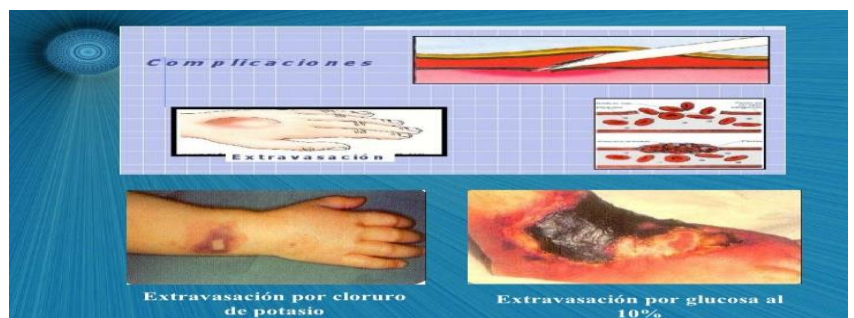 Complicaciones
Extravasación
Extravasación por cloruro
de potasio
Extravasación por glucosa al
10%